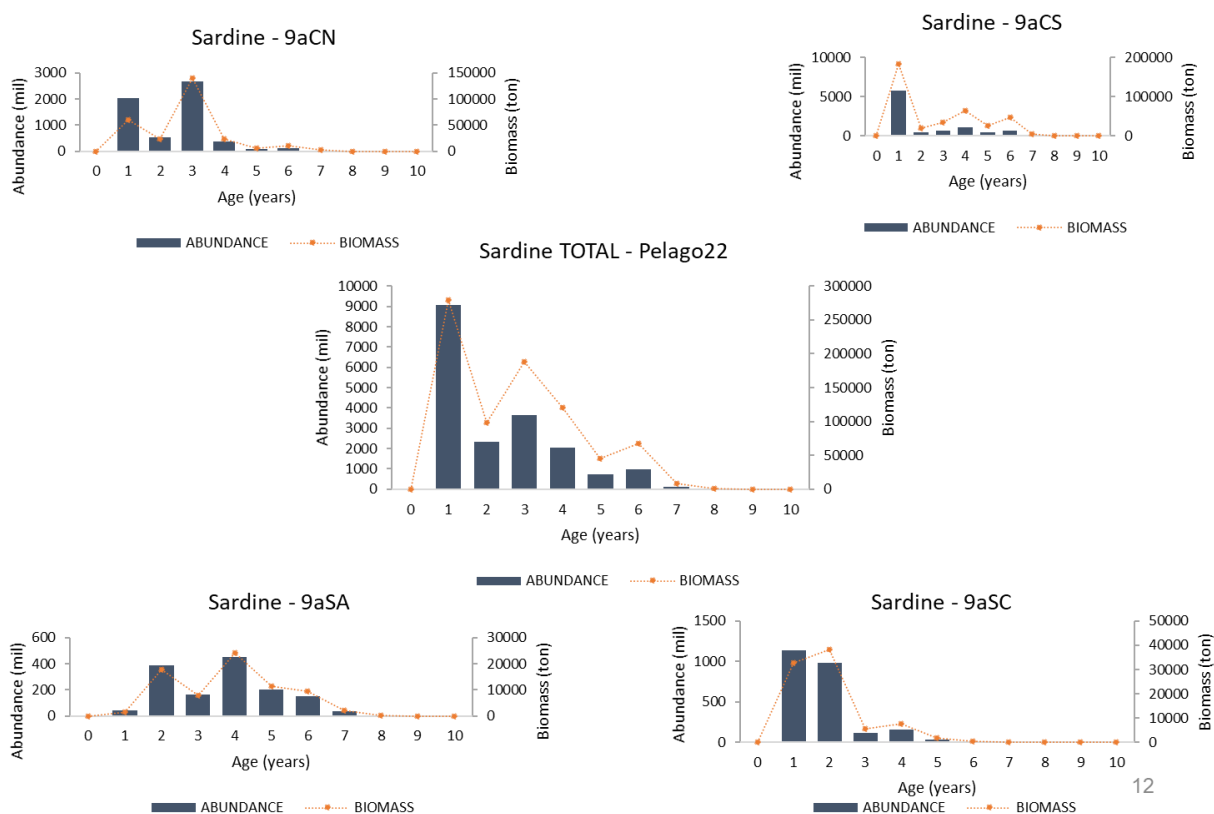 Sardine - 9aCN
Abundance (mil)
3000
2000
1000
0
150000
100000
50000
0
Biomass (ton)
0 1 2 3 4 5 6 7 8 9 10
Age (years)
ABUNDANCE BIOMASS
Sardine - 9aCS
Abundance (mil)
10000
5000
0
200000
100000
0
Biomass (ton)
0 1 2 3 4 5 6 7 8 9 10
Age (years)
ABUNDANCE BIOMASS
Sardine TOTAL - Pelago22
Abundance (mil)
10000
9000
8000
7000
6000
5000
4000
3000
2000
1000
0
300000
250000
200000
150000
100000
50000
0
Biomass (ton)
0 1 2 3 4 5 6 7 8 9 10
Age (years)
ABUNDANCE BIOMASS
Sardine - 9aSA
Abundance (mil)
600
400
200
0
30000
20000
10000
0
Biomass (ton)
0 1 2 3 4 5 6 7 8 9 10
Age (years)
ABUNDANCE BIOMASS
Sardine - 9aSC
Abundance (mil)
1500
1000
500
0
50000
40000
30000
20000
10000
0
Biomass (ton)
0 1 2 3 4 5 6 7 8 9 10
Age (years)
ABUNDANCE BIOMASS
12